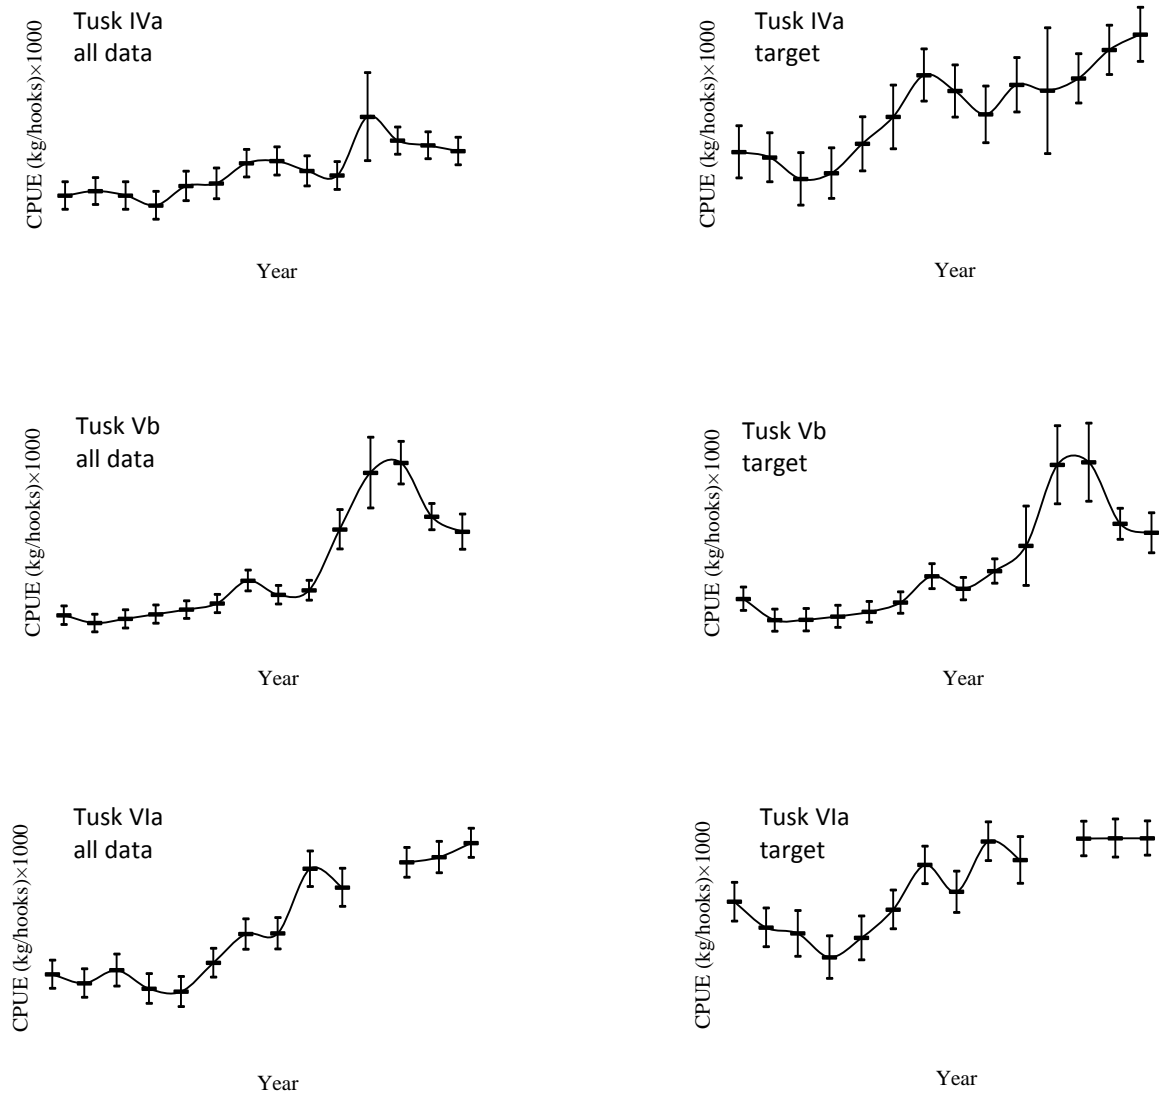 Tusk IVa
all data
CPUE (kg/hooks)×1000
Year
Tusk IVa
target
CPUE (kg/hooks)×1000
Year
Tusk Vb
all data
CPUE (kg/hooks)×1000
Year
Tusk Vb
target
CPUE (kg/hooks)×1000
Year
Tusk VIa
all data
CPUE (kg/hooks)×1000
Year
Tusk VIa
target
CPUE (kg/hooks)×1000
Year